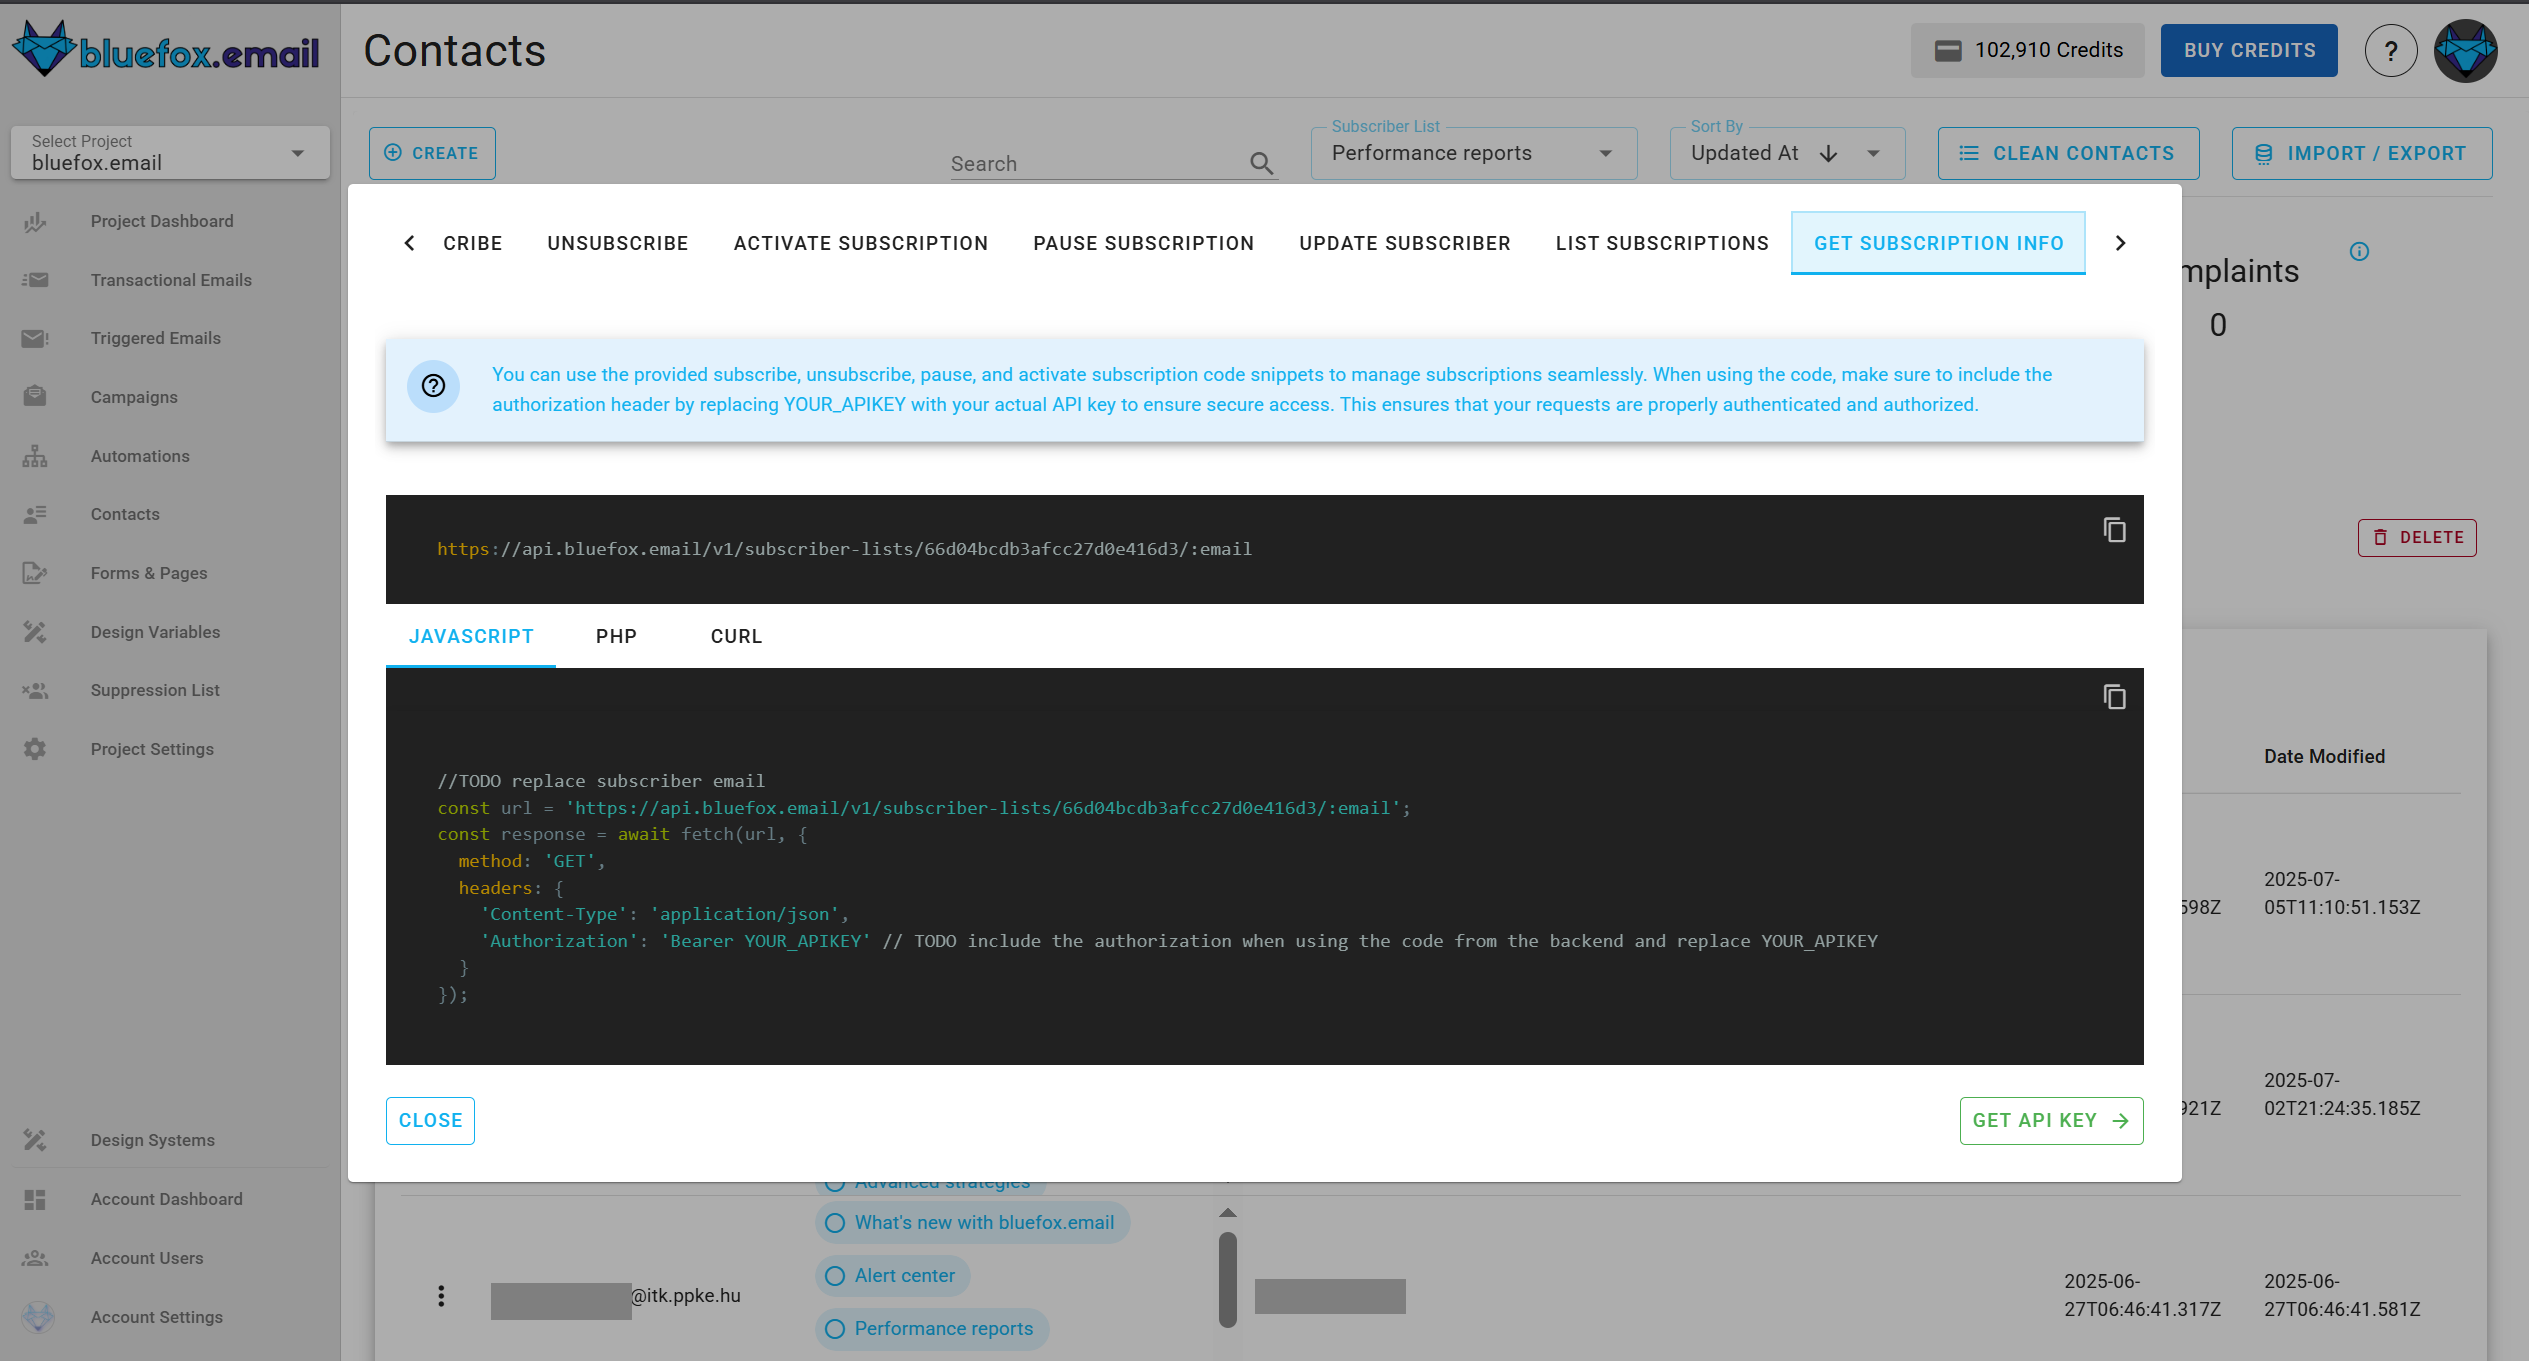 bluefox.email
Contacts
102,910 Credits
BUY CREDITS
?
Select Project
bluefox.email
CREATE
Search
Subscriber List
Performance reports
Sort By
Updated At
CLEAN CONTACTS
IMPORT / EXPORT
Project Dashboard
Transactional Emails
Triggered Emails
Campaigns
Automations
Contacts
Forms & Pages
Design Variables
Suppression List
Project Settings
Design Systems
Account Dashboard
Account Users
Account Settings
CRIBE
UNSUBSCRIBE
ACTIVATE SUBSCRIPTION
PAUSE SUBSCRIPTION
UPDATE SUBSCRIBER
LIST SUBSCRIPTIONS
GET SUBSCRIPTION INFO
mplaints
0
You can use the provided subscribe, unsubscribe, pause, and activate subscription code snippets to manage subscriptions seamlessly. When using the code, make sure to include the
authorization header by replacing YOUR_APIKEY with your actual API key to ensure secure access. This ensures that your requests are properly authenticated and authorized.
https://api.bluefox.email/v1/subscriber-lists/66d04bcdb3afcc27d0e416d3/:email
DELETE
JAVASCRIPT
PHP
CURL
//TODO replace subscriber email
const url = 'https://api.bluefox.email/v1/subscriber-lists/66d04bcdb3afcc27d0e416d3/:email';
const response = await fetch(url, {
method: 'GET',
headers: {
'Content-Type': 'application/json',
'Authorization': 'Bearer YOUR_APIKEY' // TODO include the authorization when using the code from the backend and replace YOUR_APIKEY
}
});
CLOSE
GET API KEY
Date Modified
598Z
2025-07-
05T11:10:51.153Z
921Z
2025-07-
02T21:24:35.185Z
Advanced strategies
What's new with bluefox.email
Alert center
Performance reports
@itk.ppke.hu
2025-06-
27T06:46:41.317Z
2025-06-
27T06:46:41.581Z